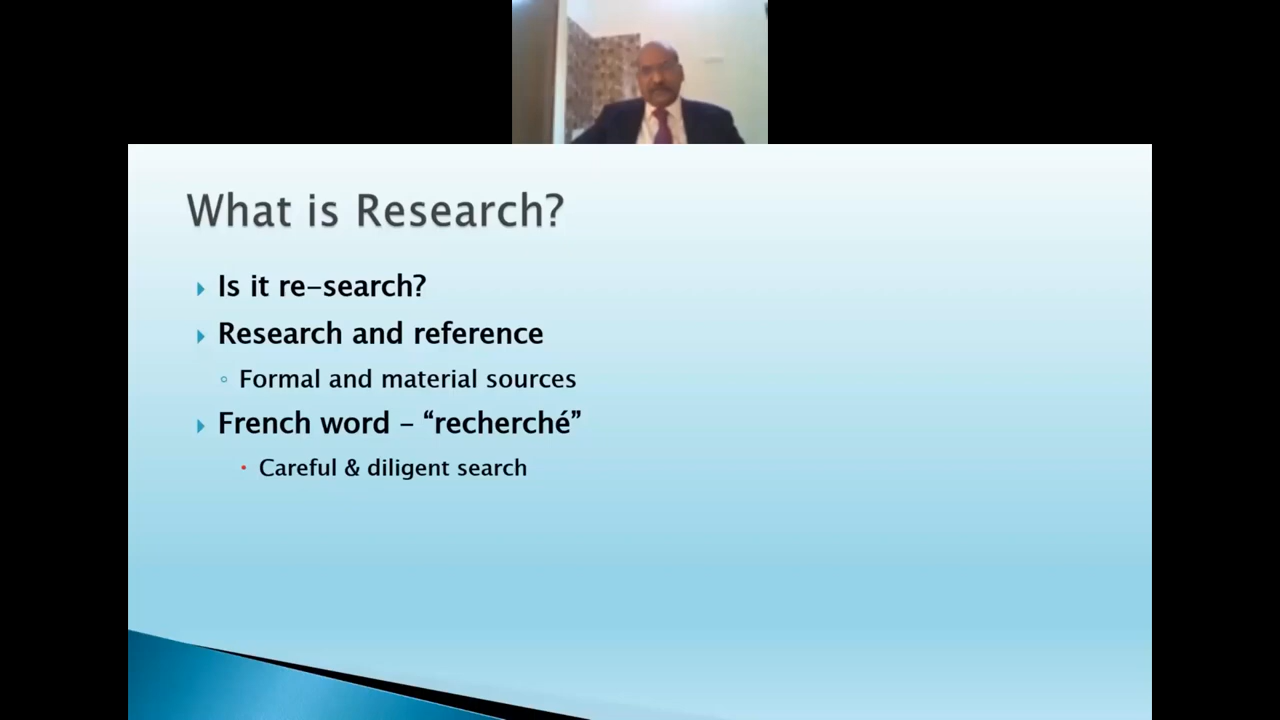 What is Research?
Is it re-search?
Research and reference
Formal and material sources
French word – “recherché”
Careful & diligent search